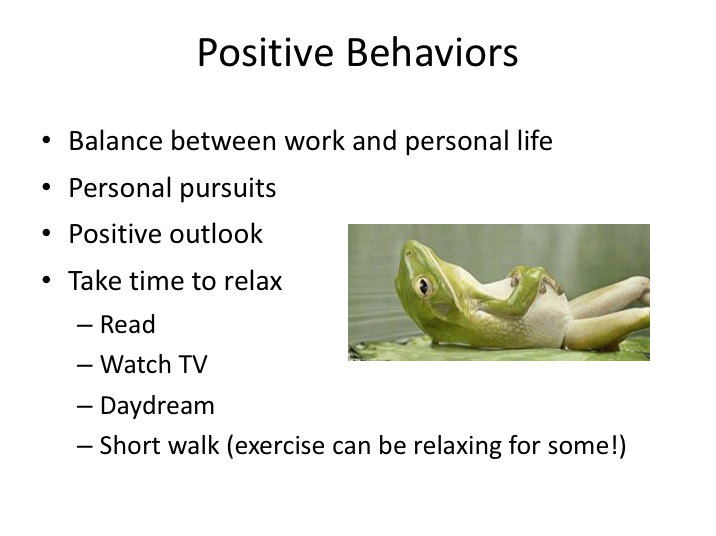 Positive Behaviors
• Balance between work and personal life
• Personal pursuits
• Positive outlook
• Take time to relax
– Read
– Watch TV
– Daydream
– Short walk (exercise can be relaxing for some!)